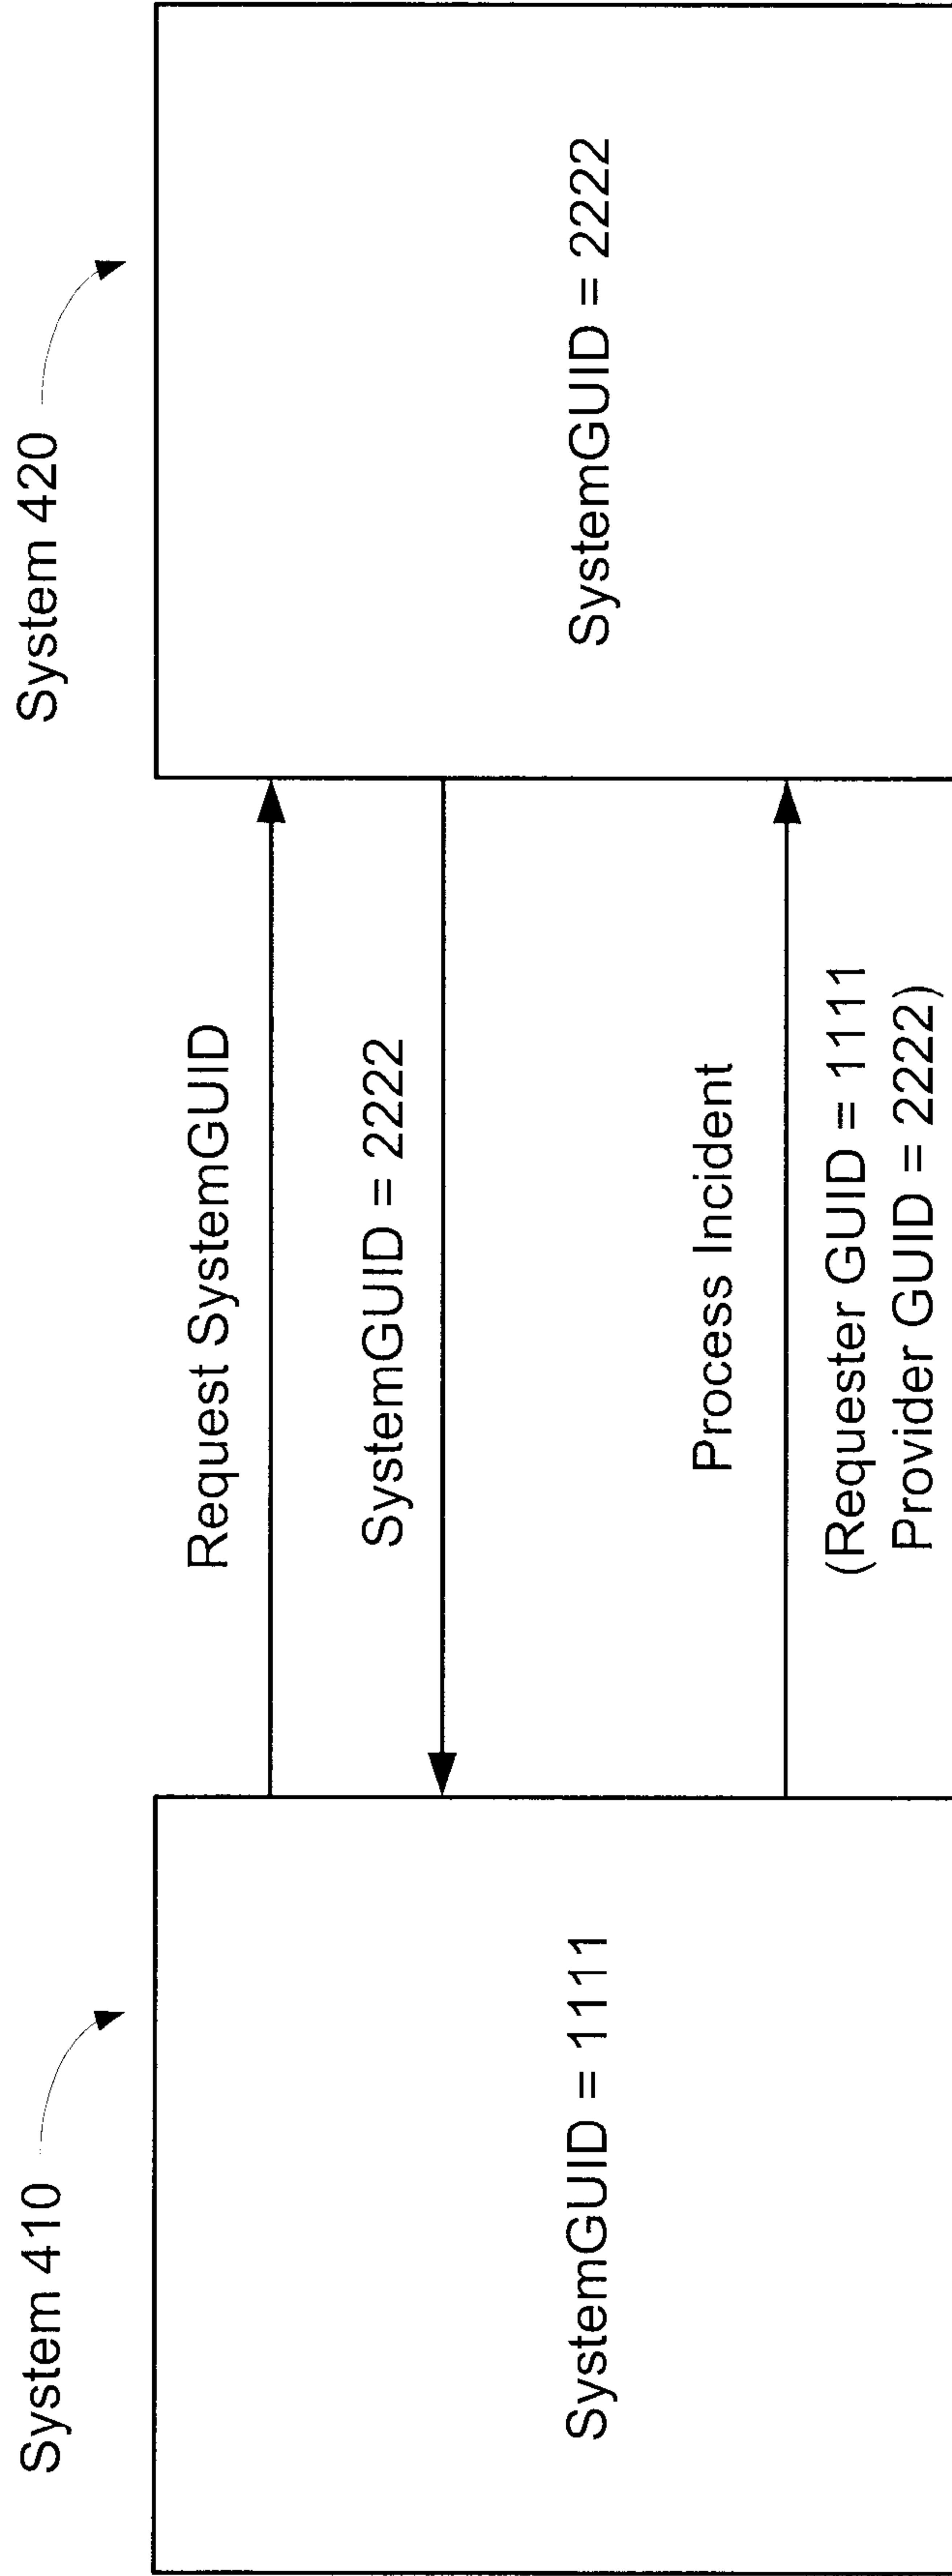 System 410
System 420
Request SystemGUID
SystemGUID = 2222
SystemGUID = 1111
SystemGUID = 2222
Process Incident
(Requester GUID = 1111
Provider GUID = 2222)